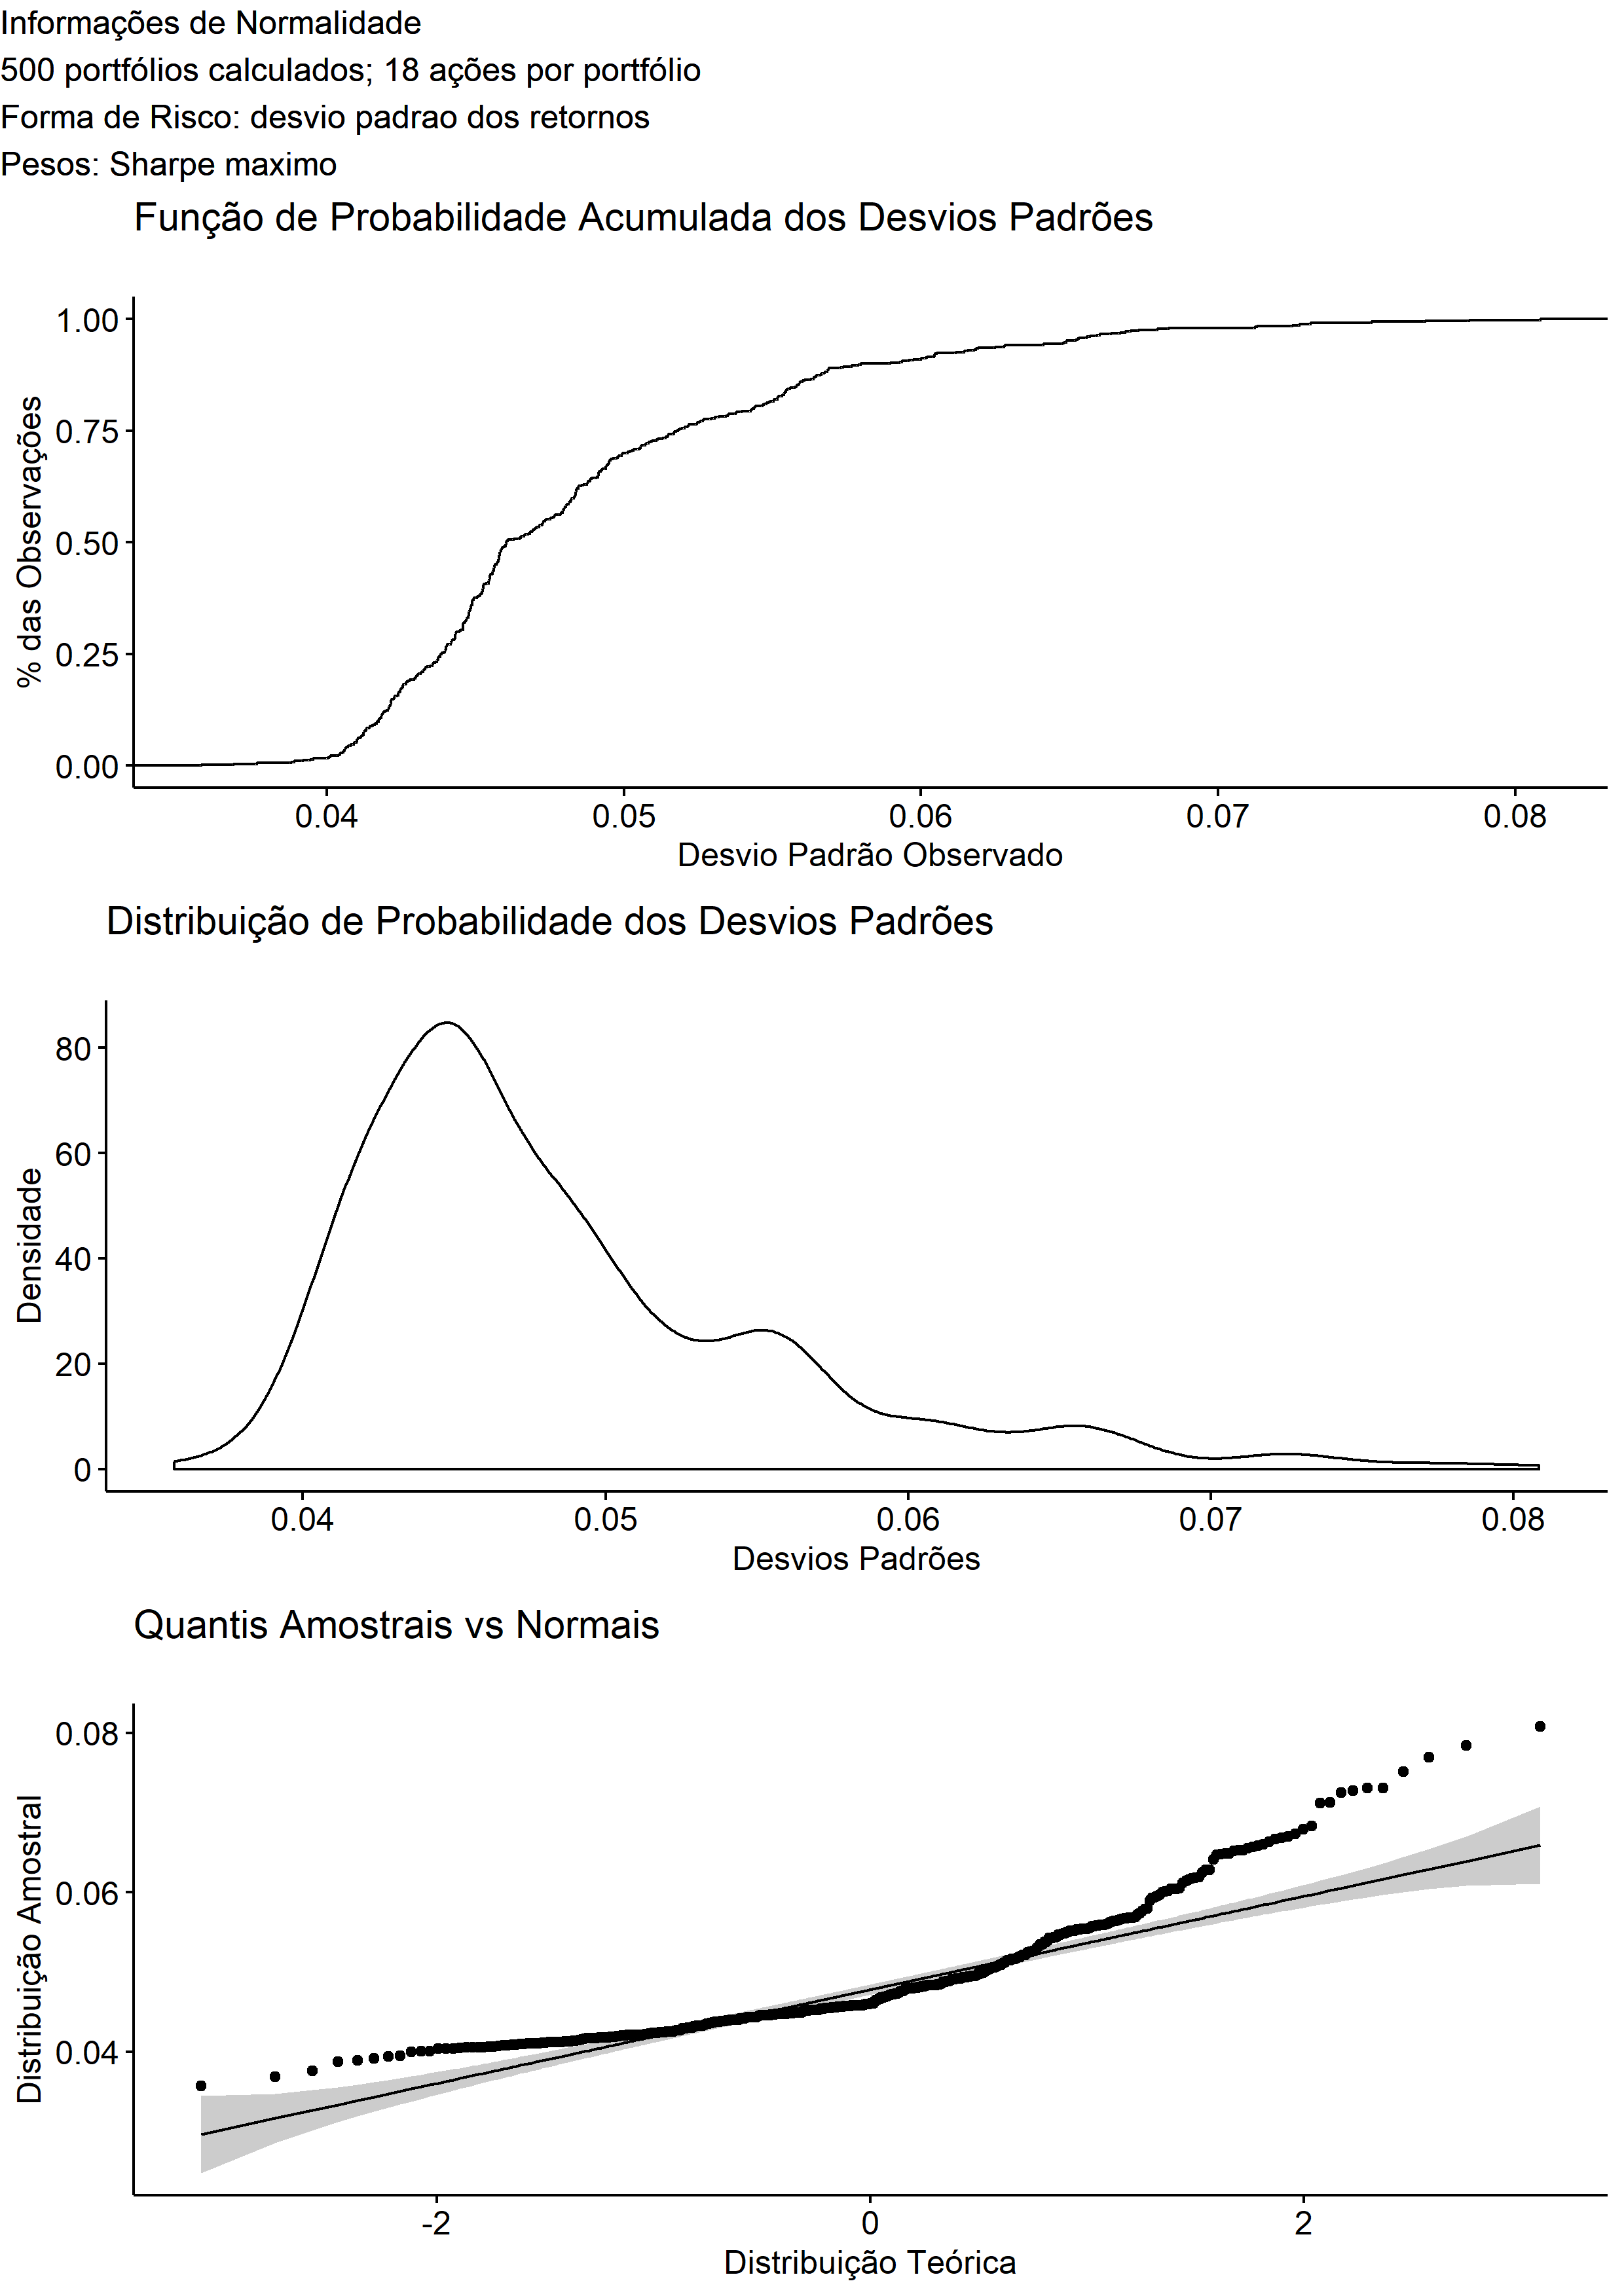 Informações de Normalidade
500 portfólios calculados; 18 ações por portfólio
Forma de Risco: desvio padrao dos retornos
Pesos: Sharpe maximo
Função de Probabilidade Acumulada dos Desvios Padrões
% das Observações
1.00
0.75
0.50
0.25
0.00
0.04 0.05 0.06 0.07 0.08
Desvio Padrão Observado
Distribuição de Probabilidade dos Desvios Padrões
Densidade
80
60
40
20
0
0.04 0.05 0.06 0.07 0.08
Desvios Padrões
Quantis Amostrais vs Normais
Distribuição Amostral
0.08
0.06
0.04
-2 0 2
Distribuição Teórica